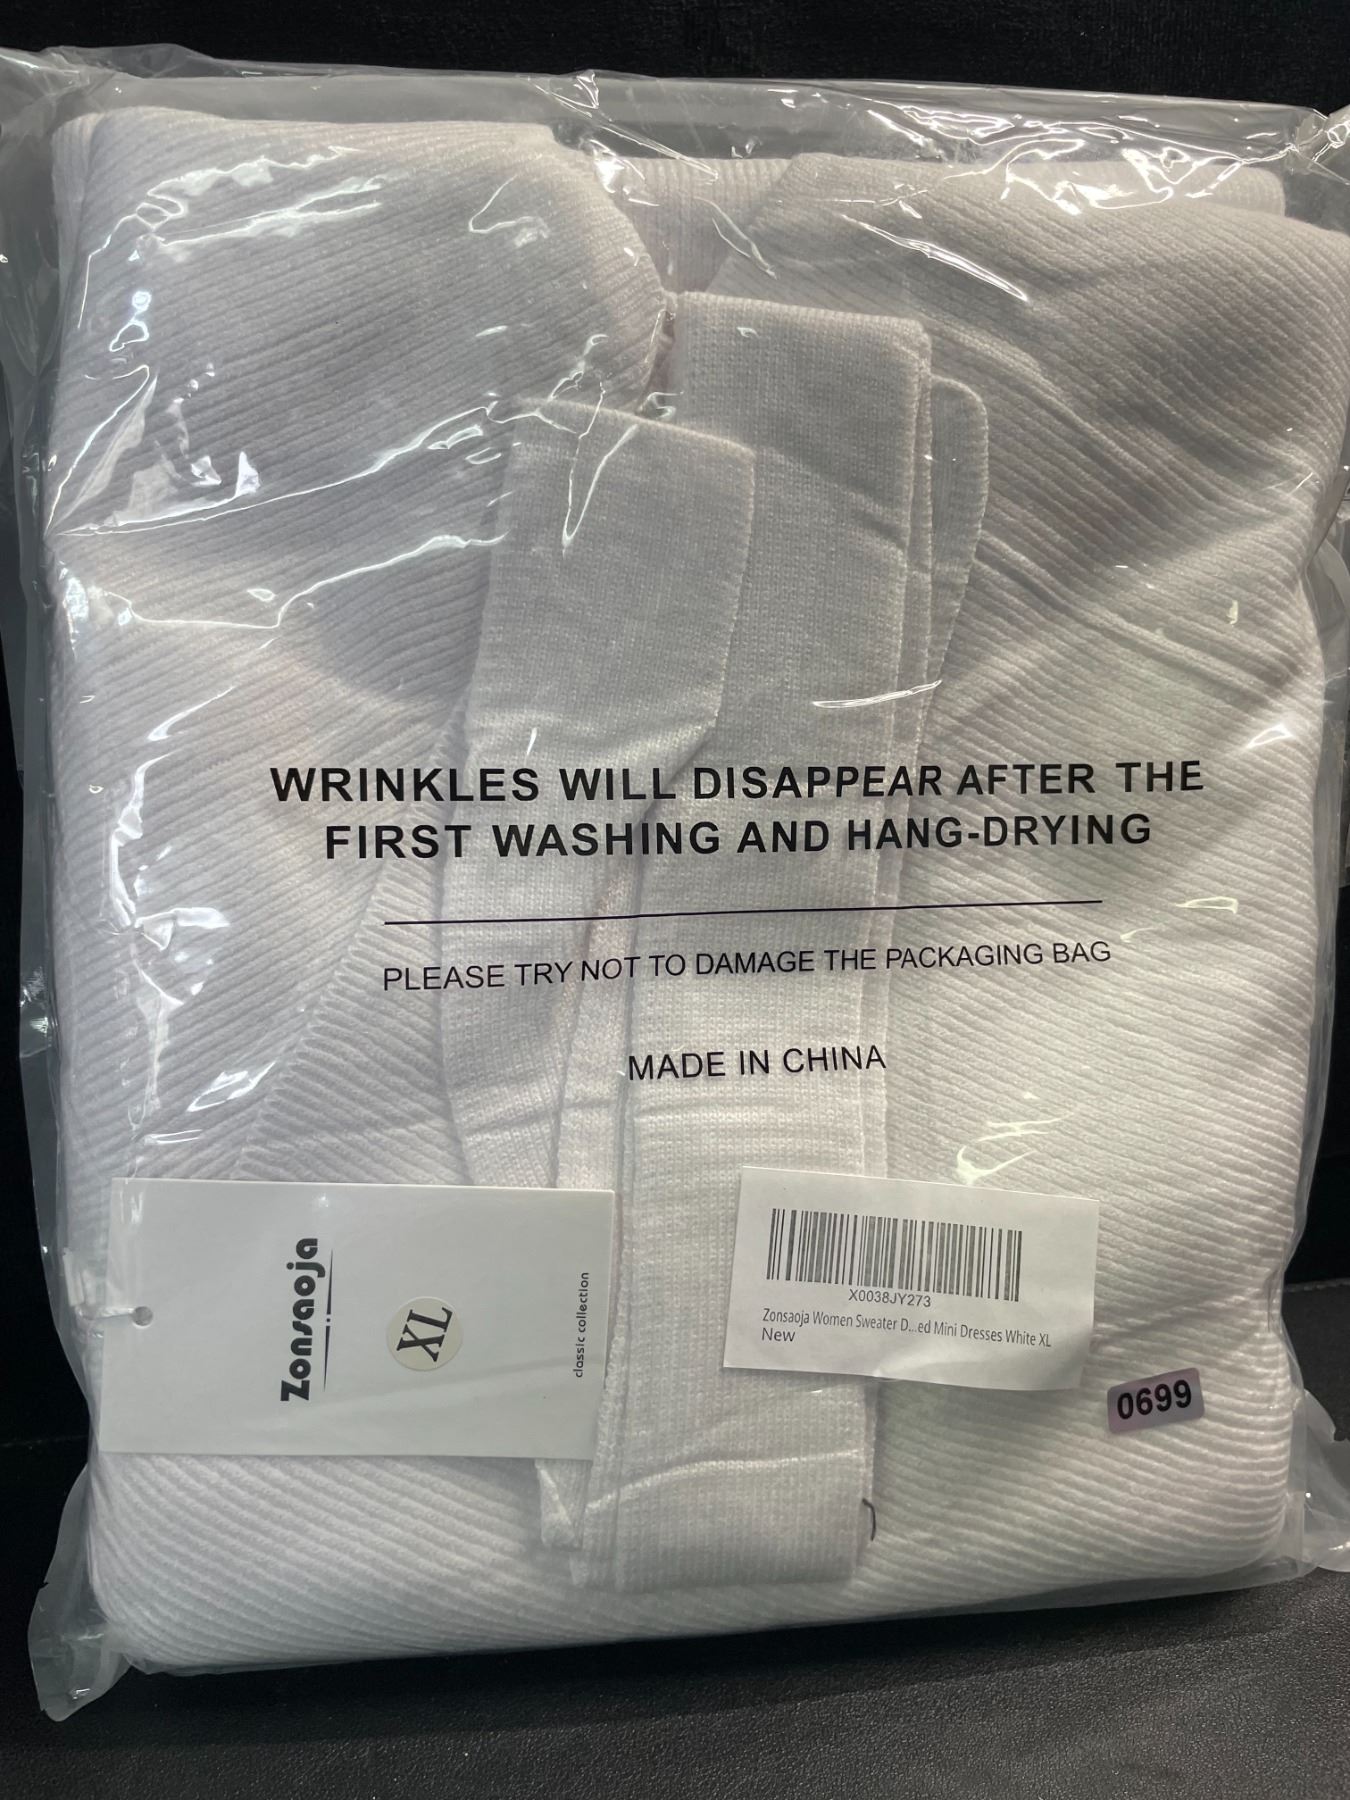 WRINKLES WILL DISAPPEAR AFTER THE
FIRST WASHING AND HANG-DRYING
PLEASE TRY NOT TO DAMAGE THE PACKAGING BAG
MADE IN CHINA
Zonsaoja
XL
classic collection
X0038JY273
Zonsaoja Women Sweater D...ed Mini Dresses White XL
New
0699